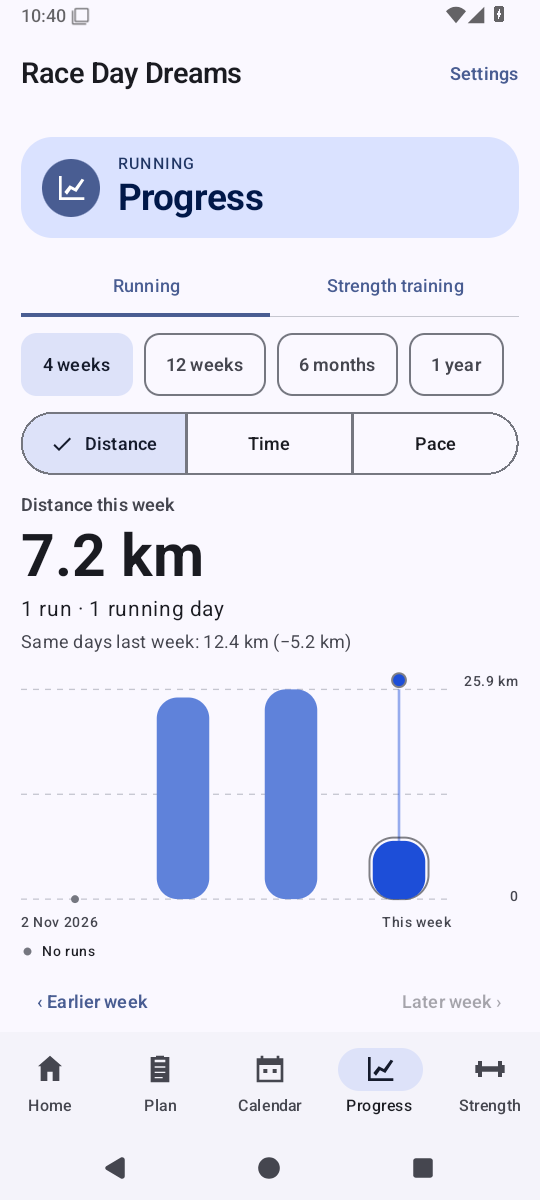 10:40
Race Day Dreams
Settings
RUNNING
Progress
Running
Strength training
4 weeks
12 weeks
6 months
1 year
Distance
Time
Pace
Distance this week
7.2 km
1 run · 1 running day
Same days last week: 12.4 km (−5.2 km)
25.9 km
0
2 Nov 2026
This week
No runs
‹ Earlier week
Later week ›
Home
Plan
Calendar
Progress
Strength